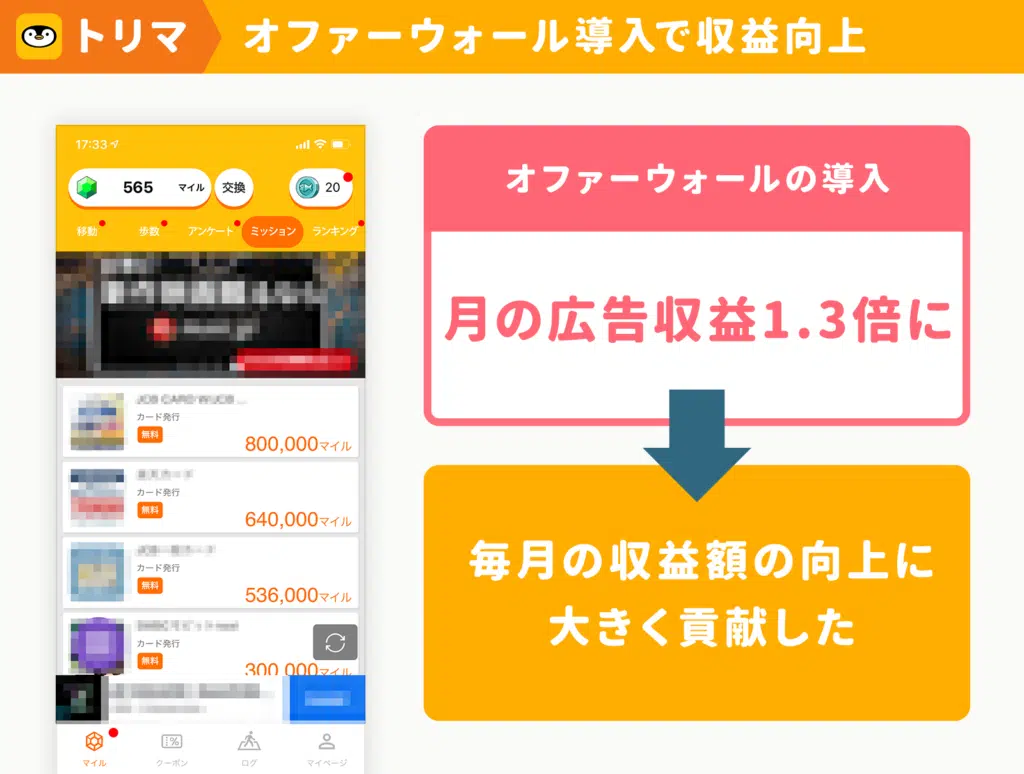 トリマ
オファーウォール導入で収益向上
17:33
565 マイル 交換 20
移動 歩数 アンケート ミッション ランキング
カード発行
無料
800,000マイル
カード発行
無料
640,000マイル
カード発行
無料
536,000マイル
カード発行
無料
300,000マイル
マイル クーポン ログ マイページ
オファーウォールの導入
月の広告収益1.3倍に
毎月の収益額の向上に
大きく貢献した